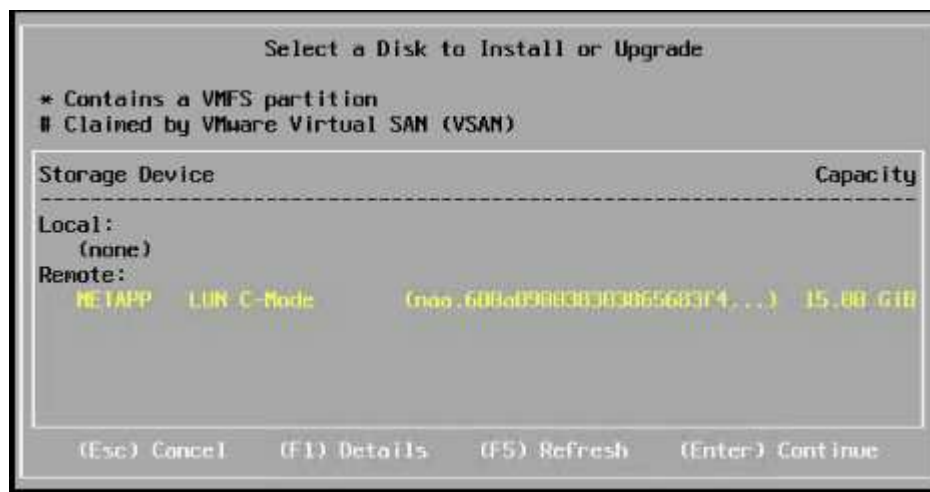 Select a Disk to Install or Upgrade
* Contains a VMFS partition
# Claimed by VMware Virtual SAN (VSAN)
Storage Device Capacity
Local:
(none)
Remote:
NETAPP LUN C-Mode 15.00 GiB
(Esc) Cancel (F1) Details (F5) Refresh (Enter) Continue